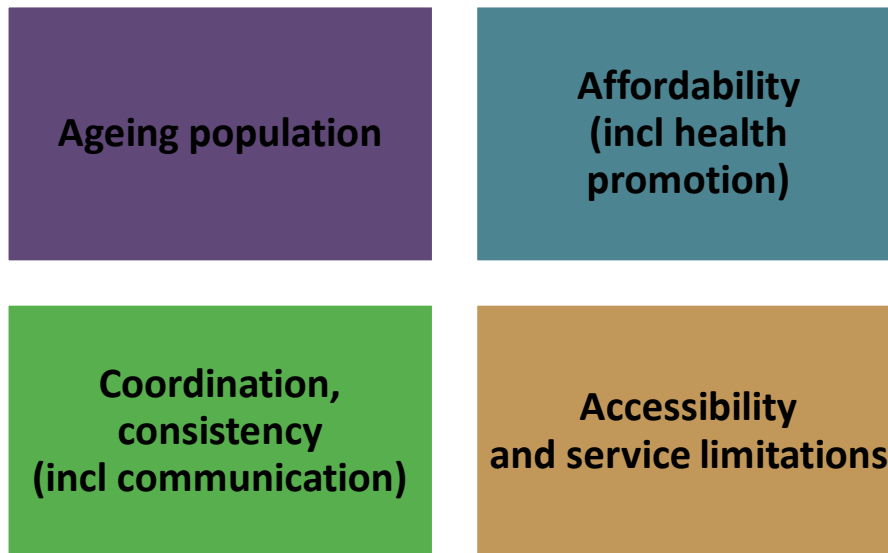 Ageing population
Affordability
(incl health
promotion)
Coordination,
consistency
(incl communication)
Accessibility
and service limitations